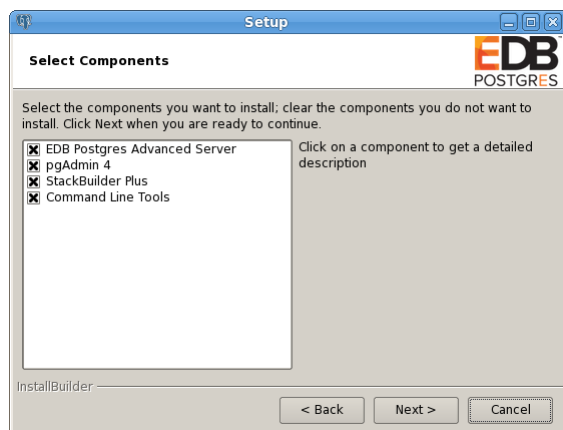 Setup
Select Components
EDB
POSTGRES
Select the components you want to install; clear the components you do not want to
install. Click Next when you are ready to continue.
EDB Postgres Advanced Server
pgAdmin 4
StackBuilder Plus
Command Line Tools
Click on a component to get a detailed
description
InstallBuilder
< Back
Next >
Cancel